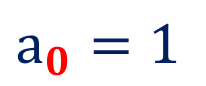 a₀ = 1